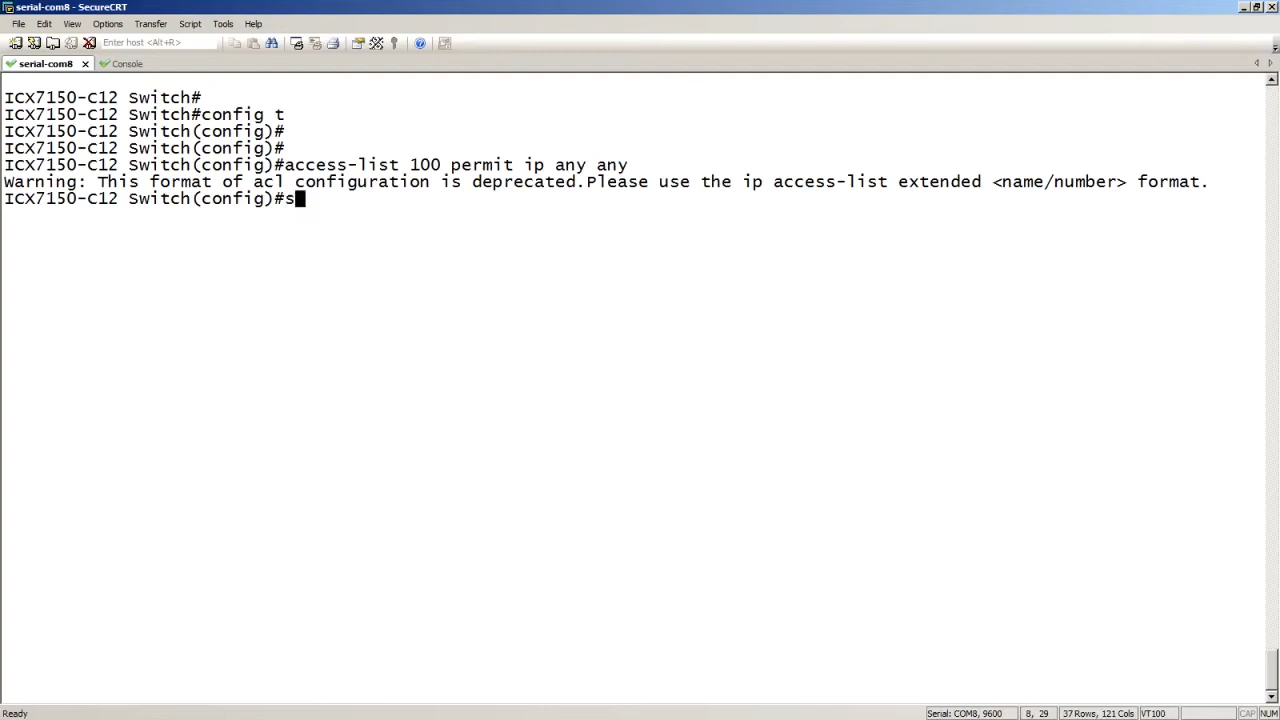 serial-com8 - SecureCRT
File Edit View Options Transfer Script Tools Help
Enter host <Alt+R>
serial-com8 x Console
ICX7150-C12 Switch#
ICX7150-C12 Switch#config t
ICX7150-C12 Switch(config)#
ICX7150-C12 Switch(config)#
ICX7150-C12 Switch(config)#access-list 100 permit ip any any
Warning: This format of acl configuration is deprecated.Please use the ip access-list extended <name/number> format.
ICX7150-C12 Switch(config)#s
Ready Serial: COM8, 9600 8, 29 37 Rows, 121 Cols VT100 CAP NUM